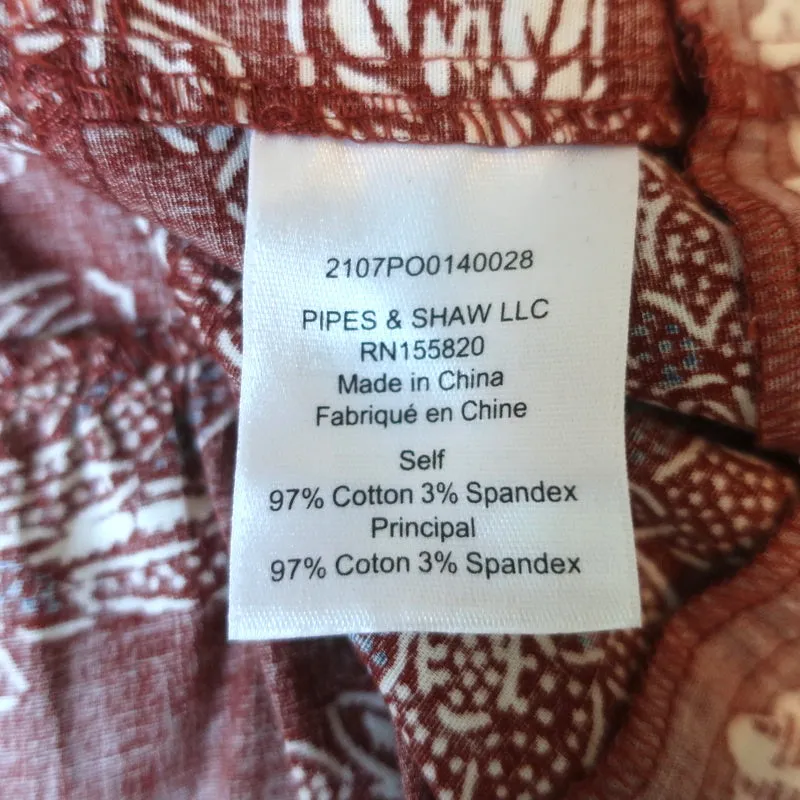 2107PO0140028
PIPES & SHAW LLC
RN155820
Made in China
Fabriqué en Chine
Self
97% Cotton 3% Spandex
Principal
97% Coton 3% Spandex